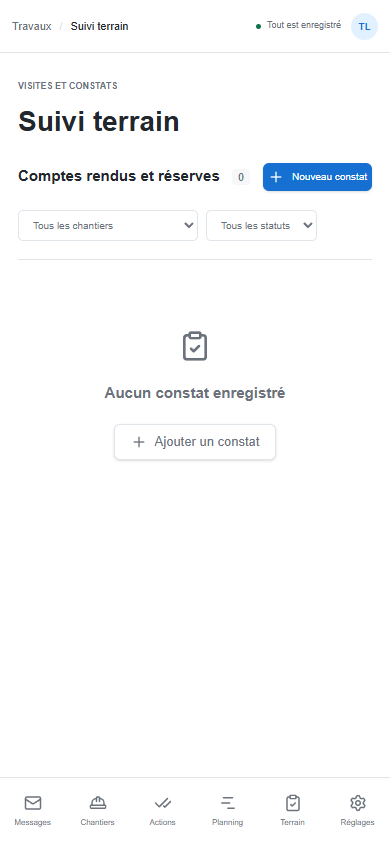 Travaux / Suivi terrain
Tout est enregistré
TL
VISITES ET CONSTATS
Suivi terrain
Comptes rendus et réserves 0
Nouveau constat
Tous les chantiers
Tous les statuts
Aucun constat enregistré
Ajouter un constat
Messages
Chantiers
Actions
Planning
Terrain
Réglages